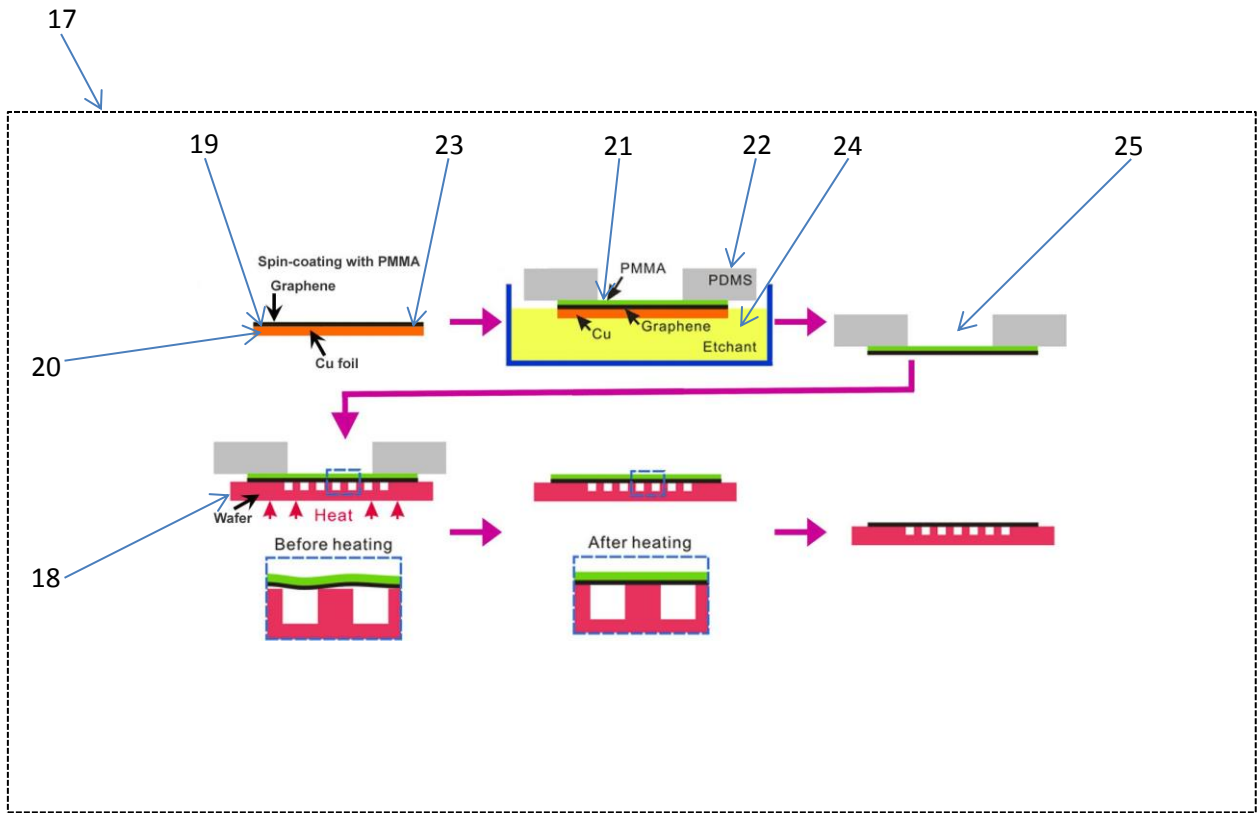 17
19
23
21
22
24
25
Spin-coating with PMMA
Graphene
PMMA
PDMS
Cu
Graphene
Etchant
20
Cu foil
Wafer
Heat
Before heating
After heating
18